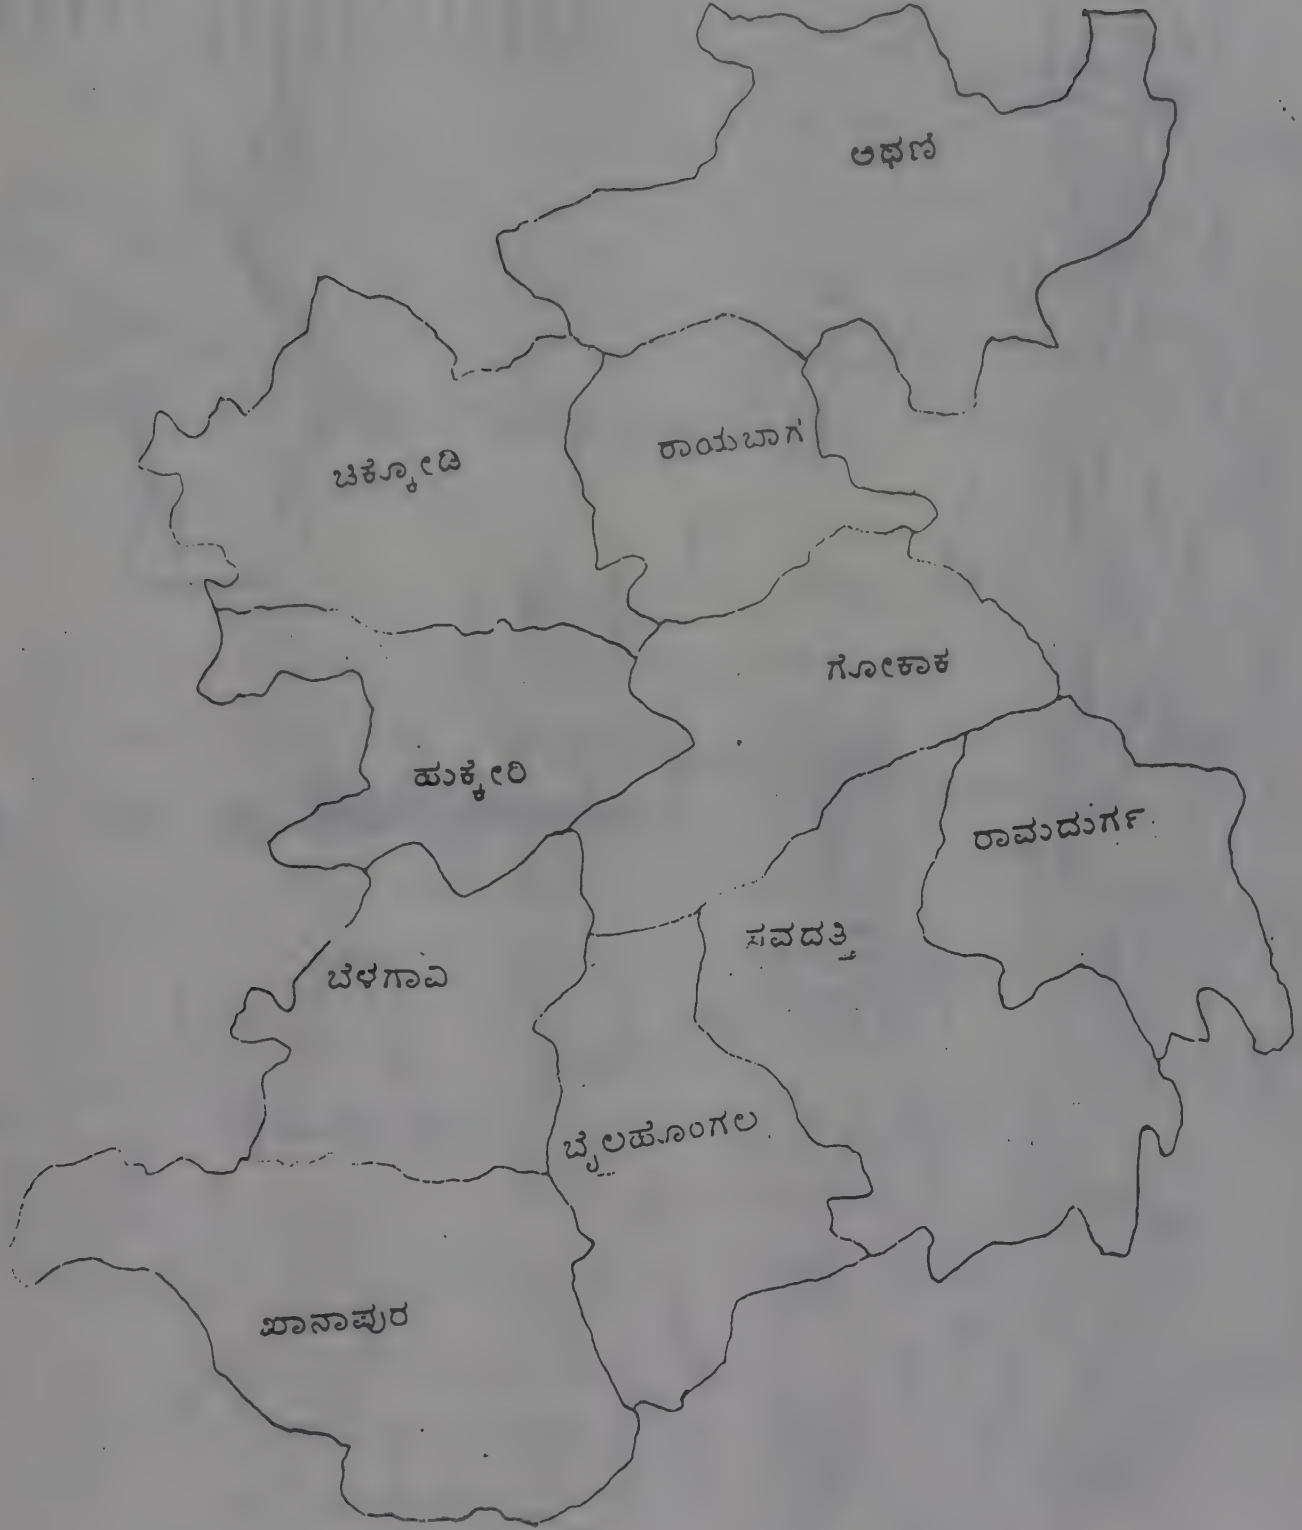 ಅಥಣಿ
ರಾಯಬಾಗ
ಚಿಕ್ಕೋಡಿ
ಗೋಕಾಕ
ಹುಕ್ಕೇರಿ
ರಾಮದುರ್ಗ
ಸವದತ್ತಿ
ಬೆಳಗಾವಿ
ಬೈಲಹೊಂಗಲ
ಖಾನಾಪುರ